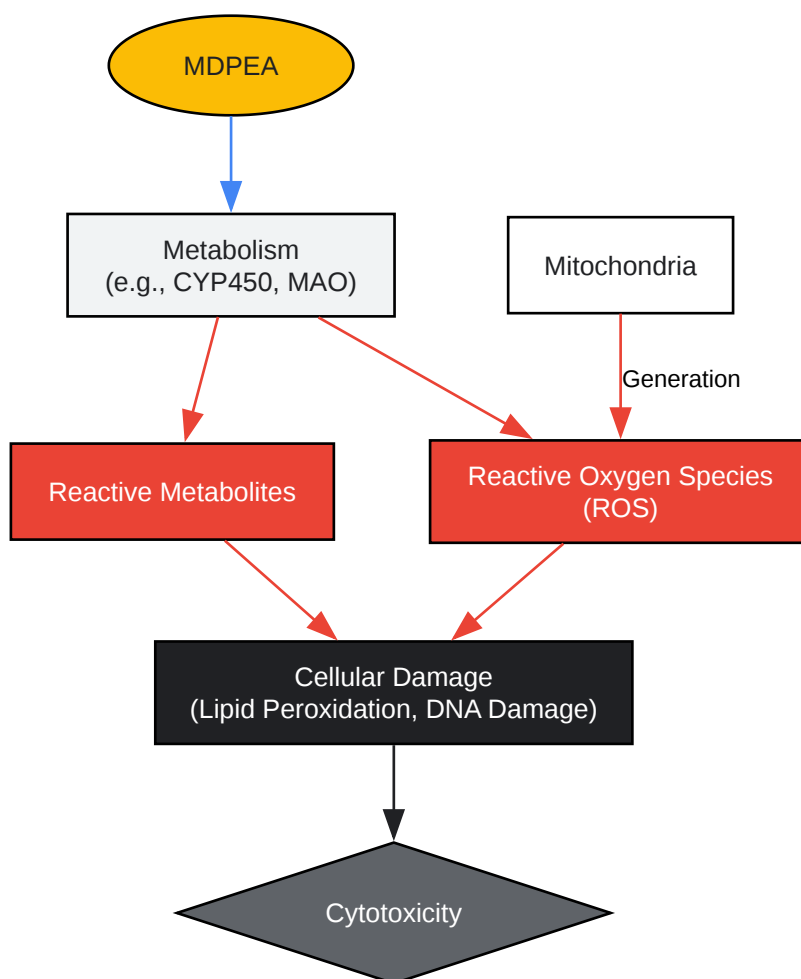 MDPEA
Metabolism
(e.g., CYP450, MAO)
Mitochondria
Generation
Reactive Metabolites
Reactive Oxygen Species
(ROS)
Cellular Damage
(Lipid Peroxidation, DNA Damage)
Cytotoxicity